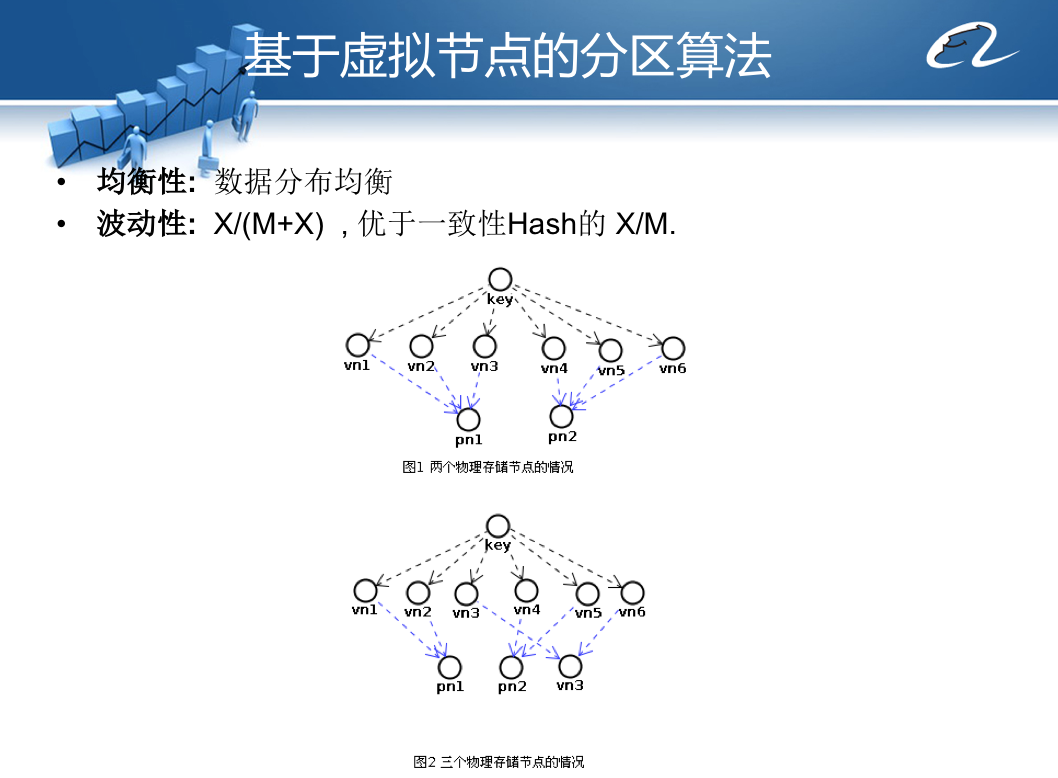 基于虚拟节点的分区算法
• 均衡性: 数据分布均衡
• 波动性: X/(M+X) , 优于一致性Hash的 X/M.
key
vn1 vn2 vn3 vn4 vn5 vn6
pn1 pn2
图1 两个物理存储节点的情况
key
vn1 vn2 vn3 vn4 vn5 vn6
pn1 pn2 vn3
图2 三个物理存储节点的情况